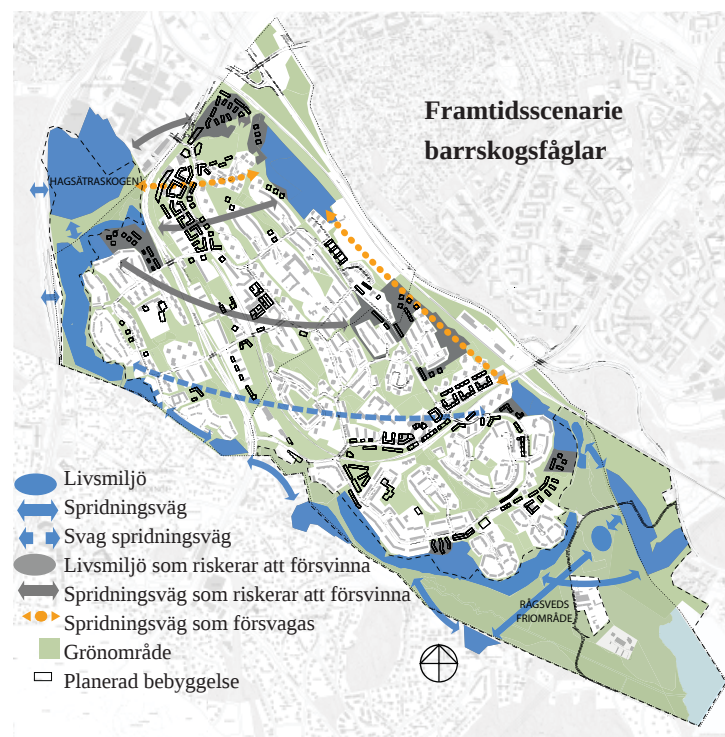 Framtidsscenarie
barrskogsfåglar
HAGSÄTRASKOGEN
Livsmiljö
Spridningsväg
Svag spridningsväg
Livsmiljö som riskerar att försvinna
Spridningsväg som riskerar att försvinna
Spridningsväg som försvagas
Grönområde
Planerad bebyggelse
RÅGSVEDS
FRIOMRÅDE